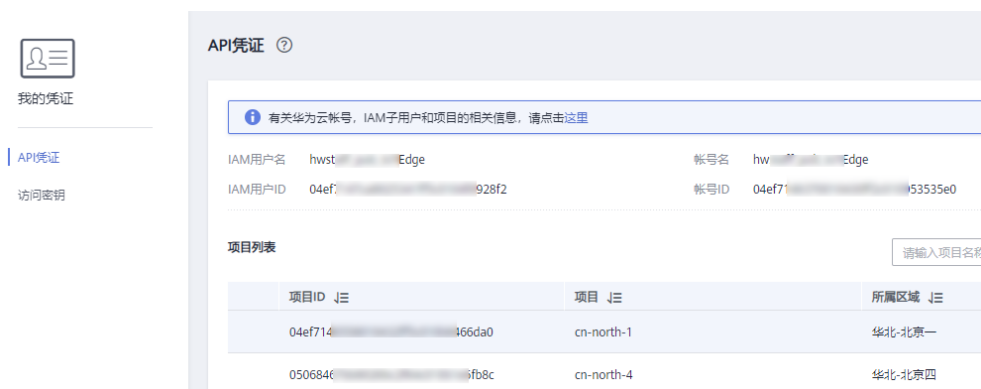 API凭证
我的凭证
有关华为云帐号，IAM子用户和项目的相关信息，请点击这里
API凭证
IAM用户名 hwst Edge 帐号名 hw Edge
访问密钥
IAM用户ID 04ef 928f2 帐号ID 04ef7 53535e0
项目列表
请输入项目名称
项目ID 项目 所属区域
04ef714 466da0 cn-north-1 华北-北京一
0506846 5fb8c cn-north-4 华北-北京四